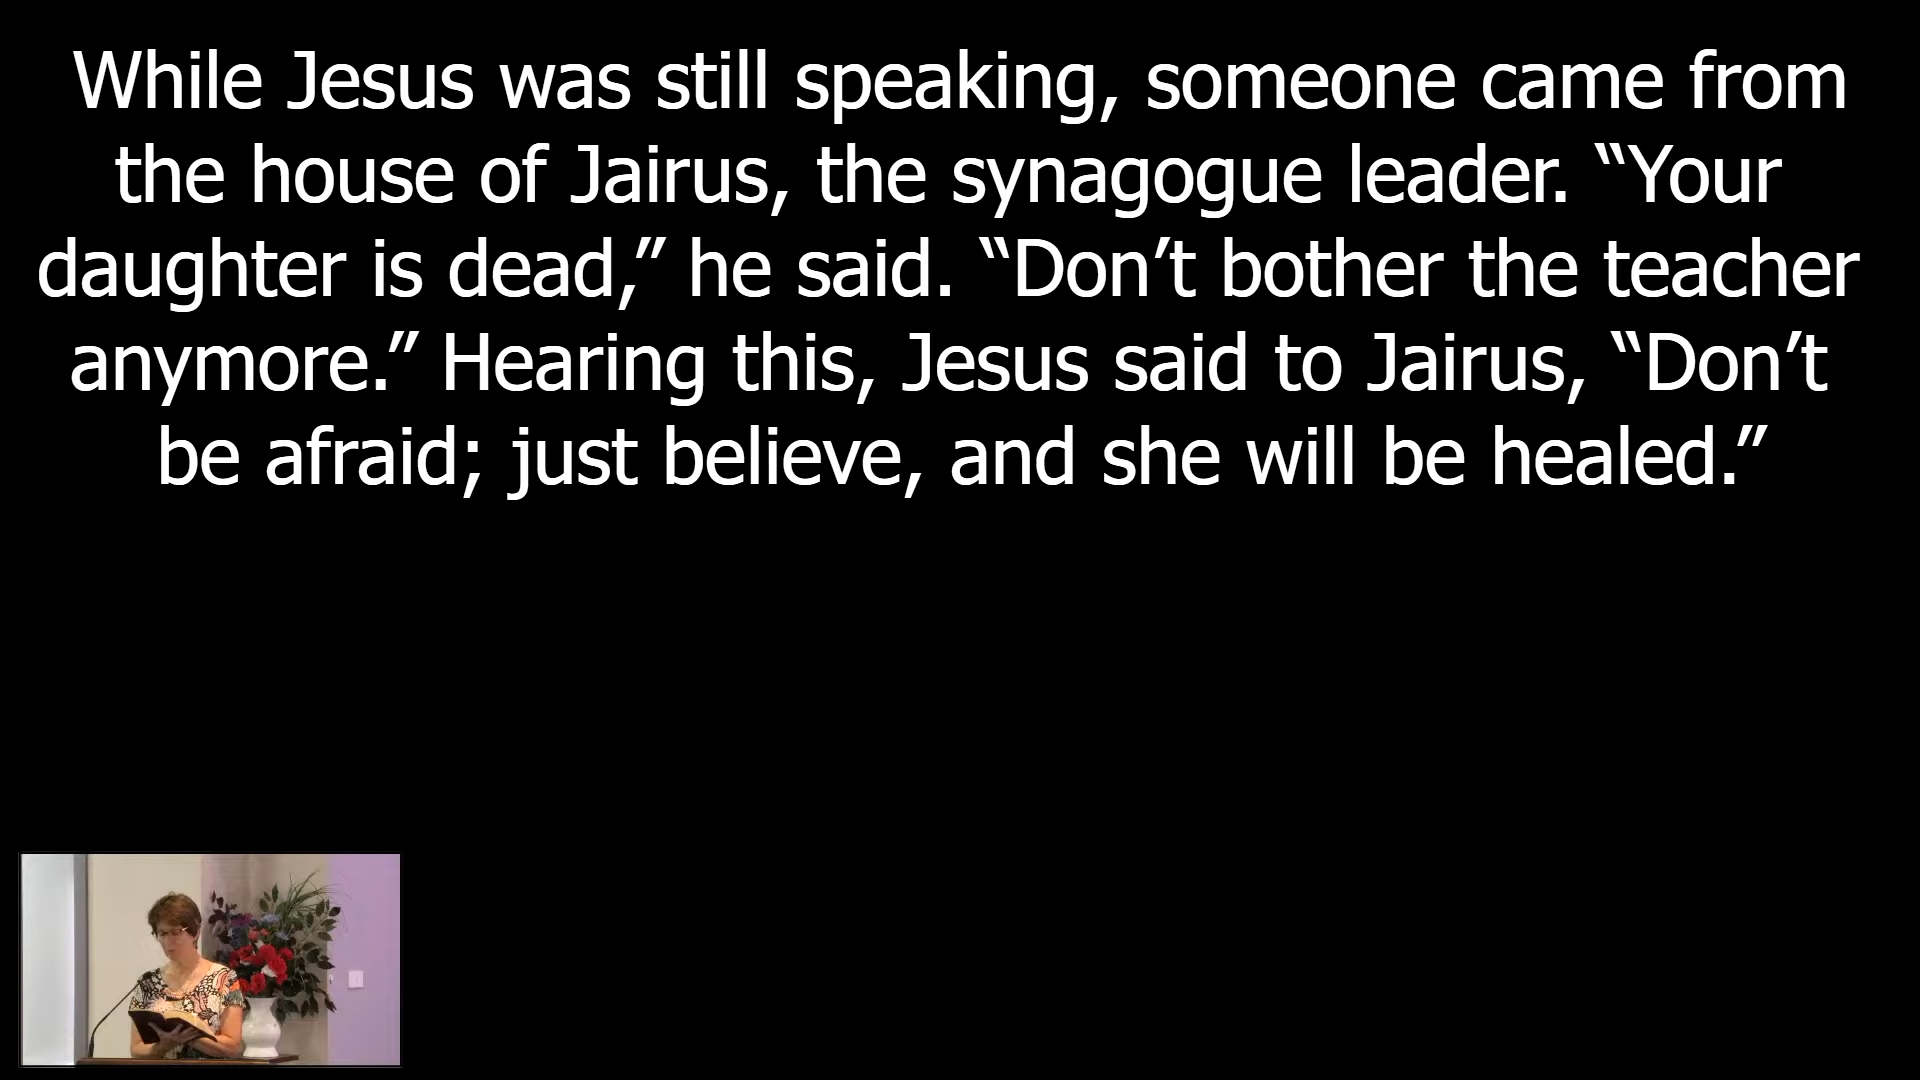 While Jesus was still speaking, someone came from
the house of Jairus, the synagogue leader. “Your
daughter is dead,” he said. “Don’t bother the teacher
anymore.” Hearing this, Jesus said to Jairus, “Don’t
be afraid; just believe, and she will be healed.”